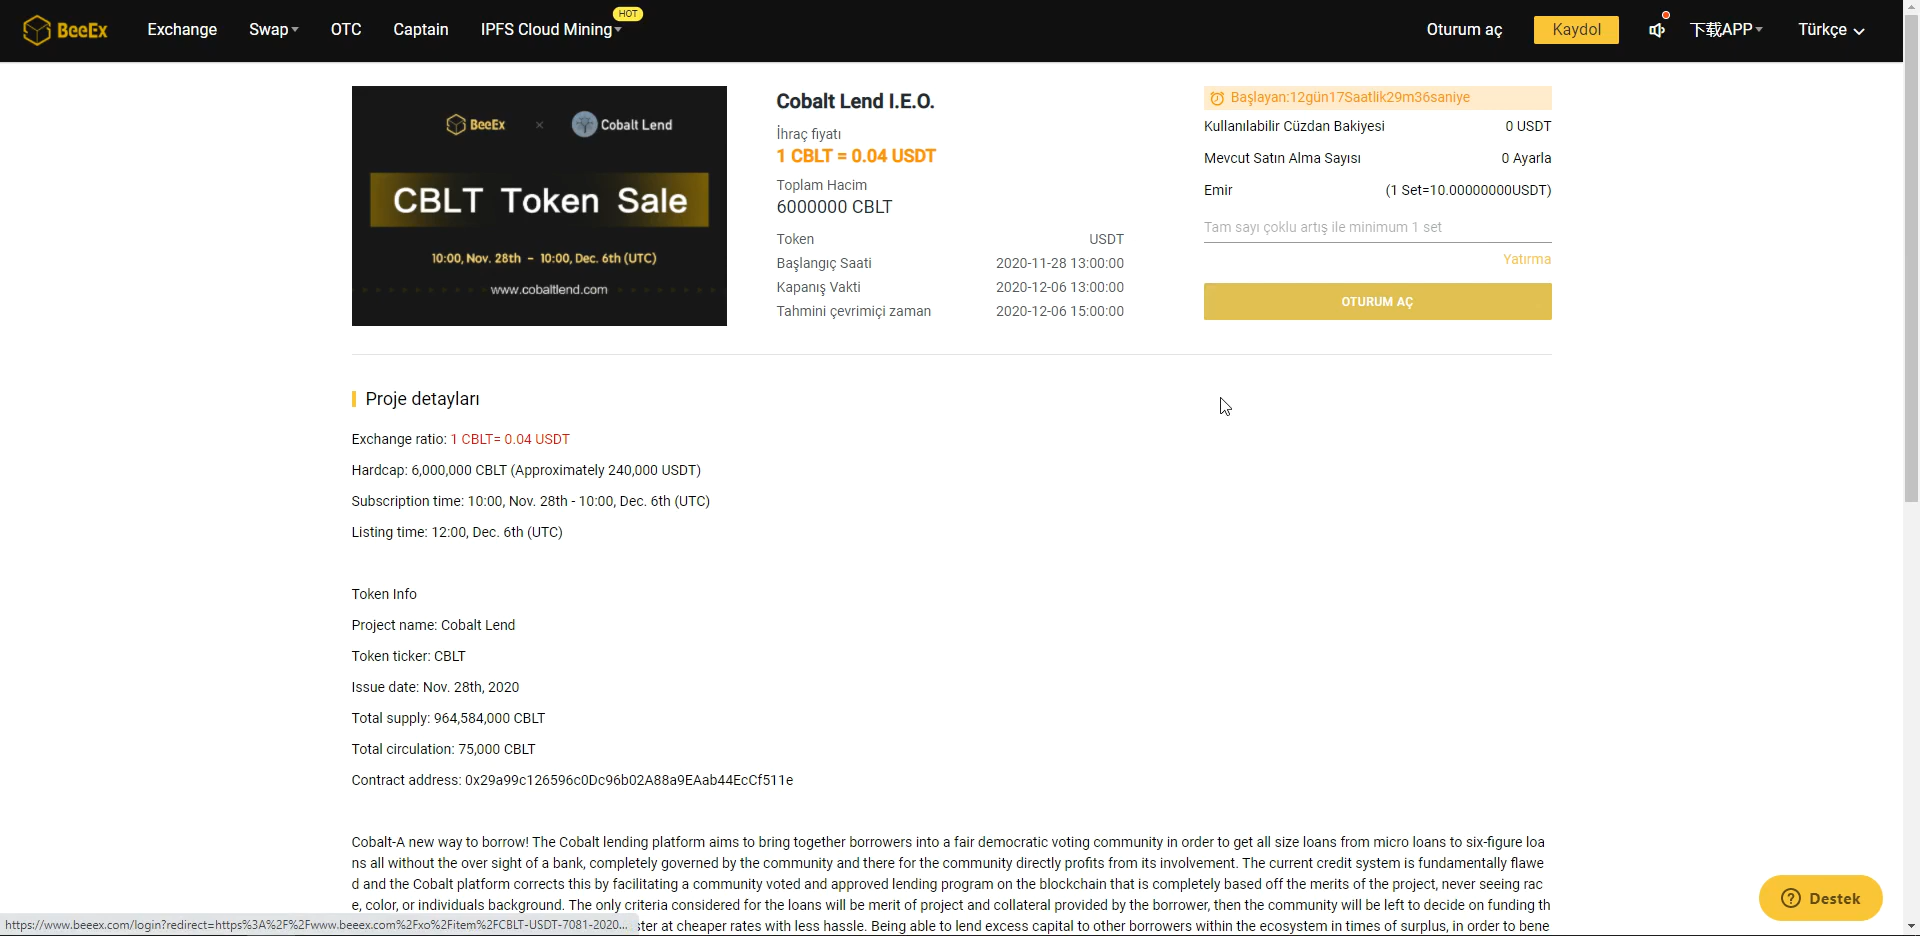 BeeEx
Exchange
Swap
OTC
Captain
IPFS Cloud Mining
HOT
Oturum aç
Kaydol
下载APP
Türkçe
BeeEx × Cobalt Lend
CBLT Token Sale
10:00, Nov. 28th - 10:00, Dec. 6th (UTC)
www.cobaltlend.com
Cobalt Lend I.E.O.
İhraç fiyatı
1 CBLT = 0.04 USDT
Toplam Hacim
6000000 CBLT
Token USDT
Başlangıç Saati 2020-11-28 13:00:00
Kapanış Vakti 2020-12-06 13:00:00
Tahmini çevrimiçi zaman 2020-12-06 15:00:00
Başlayan:12gün17Saatlik29m36saniye
Kullanılabilir Cüzdan Bakiyesi 0 USDT
Mevcut Satın Alma Sayısı 0 Ayarla
Emir (1 Set=10.00000000USDT)
Tam sayı çoklu artış ile minimum 1 set
Yatırma
OTURUM AÇ
Proje detayları
Exchange ratio: 1 CBLT= 0.04 USDT
Hardcap: 6,000,000 CBLT (Approximately 240,000 USDT)
Subscription time: 10:00, Nov. 28th - 10:00, Dec. 6th (UTC)
Listing time: 12:00, Dec. 6th (UTC)
Token Info
Project name: Cobalt Lend
Token ticker: CBLT
Issue date: Nov. 28th, 2020
Total supply: 964,584,000 CBLT
Total circulation: 75,000 CBLT
Contract address: 0x29a99c126596c0Dc96b02A88a9EAab44EcCf511e
Cobalt-A new way to borrow! The Cobalt lending platform aims to bring together borrowers into a fair democratic voting community in order to get all size loans from micro loans to six-figure loa
ns all without the over sight of a bank, completely governed by the community and there for the community directly profits from its involvement. The current credit system is fundamentally flawe
d and the Cobalt platform corrects this by facilitating a community voted and approved lending program on the blockchain that is completely based off the merits of the project, never seeing rac
e, color, or individuals background. The only criteria considered for the loans will be merit of project and collateral provided by the borrower, then the community will be left to decide on funding th
ster at cheaper rates with less hassle. Being able to lend excess capital to other borrowers within the ecosystem in times of surplus, in order to bene
https://www.beeex.com/login?redirect=https%3A%2F%2Fwww.beeex.com%2Fxo%2Fitem%2FCBLT-USDT-7081-2020...
Destek